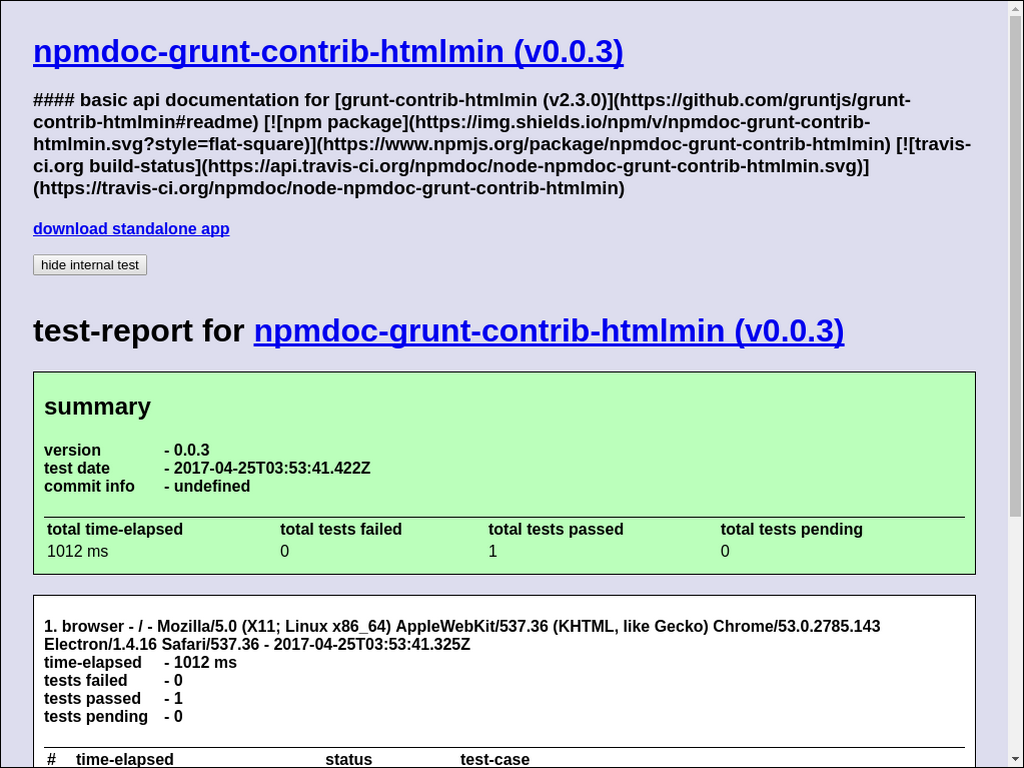 npmdoc-grunt-contrib-htmlmin (v0.0.3)
#### basic api documentation for [grunt-contrib-htmlmin (v2.3.0)](https://github.com/gruntjs/grunt-
contrib-htmlmin#readme) [![npm package](https://img.shields.io/npm/v/npmdoc-grunt-contrib-
htmlmin.svg?style=flat-square)](https://www.npmjs.org/package/npmdoc-grunt-contrib-htmlmin) [![travis-
ci.org build-status](https://api.travis-ci.org/npmdoc/node-npmdoc-grunt-contrib-htmlmin.svg)]
(https://travis-ci.org/npmdoc/node-npmdoc-grunt-contrib-htmlmin)
download standalone app
hide internal test
test-report for npmdoc-grunt-contrib-htmlmin (v0.0.3)
summary
version - 0.0.3
test date - 2017-04-25T03:53:41.422Z
commit info - undefined
total time-elapsed total tests failed total tests passed total tests pending
1012 ms 0 1 0
1. browser - / - Mozilla/5.0 (X11; Linux x86_64) AppleWebKit/537.36 (KHTML, like Gecko) Chrome/53.0.2785.143
Electron/1.4.16 Safari/537.36 - 2017-04-25T03:53:41.325Z
time-elapsed - 1012 ms
tests failed - 0
tests passed - 1
tests pending - 0
# time-elapsed status test-case